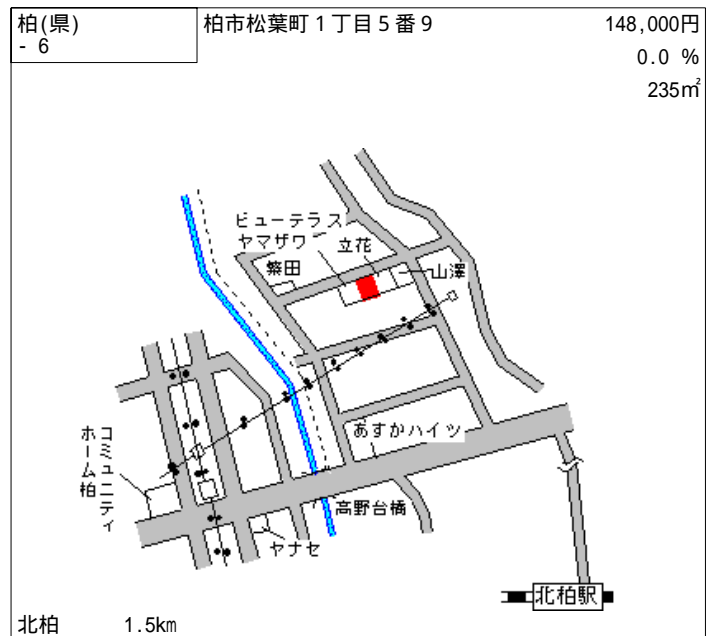 柏(県) 柏市松葉町1丁目5番9 148,000円
- 6 0.0 %
235㎡
ビューテラス
ヤマザワ
立花
繁田
山澤
あすかハイツ
コミュニティ
ホーム柏
高野台橋
ヤナセ
北柏駅
北柏 1.5km